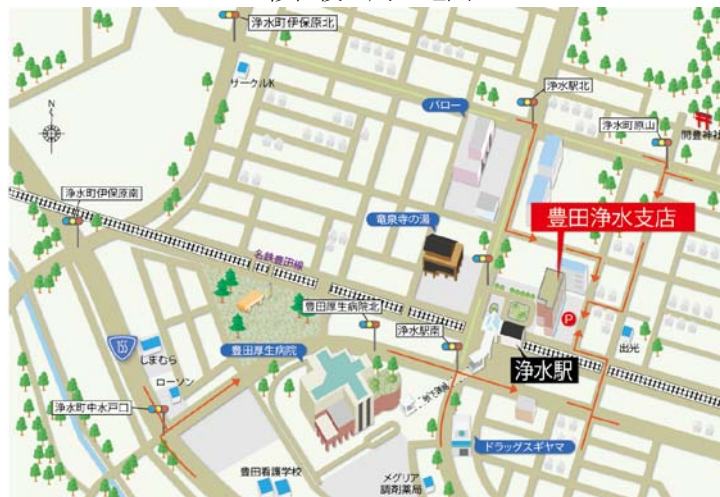 浄水町伊保原北
サークルK
浄水駅北
バロー
浄水町原山
N
浄水町伊保原南
竜泉寺の湯
豊田浄水支店
名鉄豊田線
豊田厚生病院北
浄水駅南
P
出光
155
しまむら
豊田厚生病院
浄水駅
ローソン
浄水町中水戸口
ドラッグスギヤマ
豊田看護学校
メグリア
調剤薬局